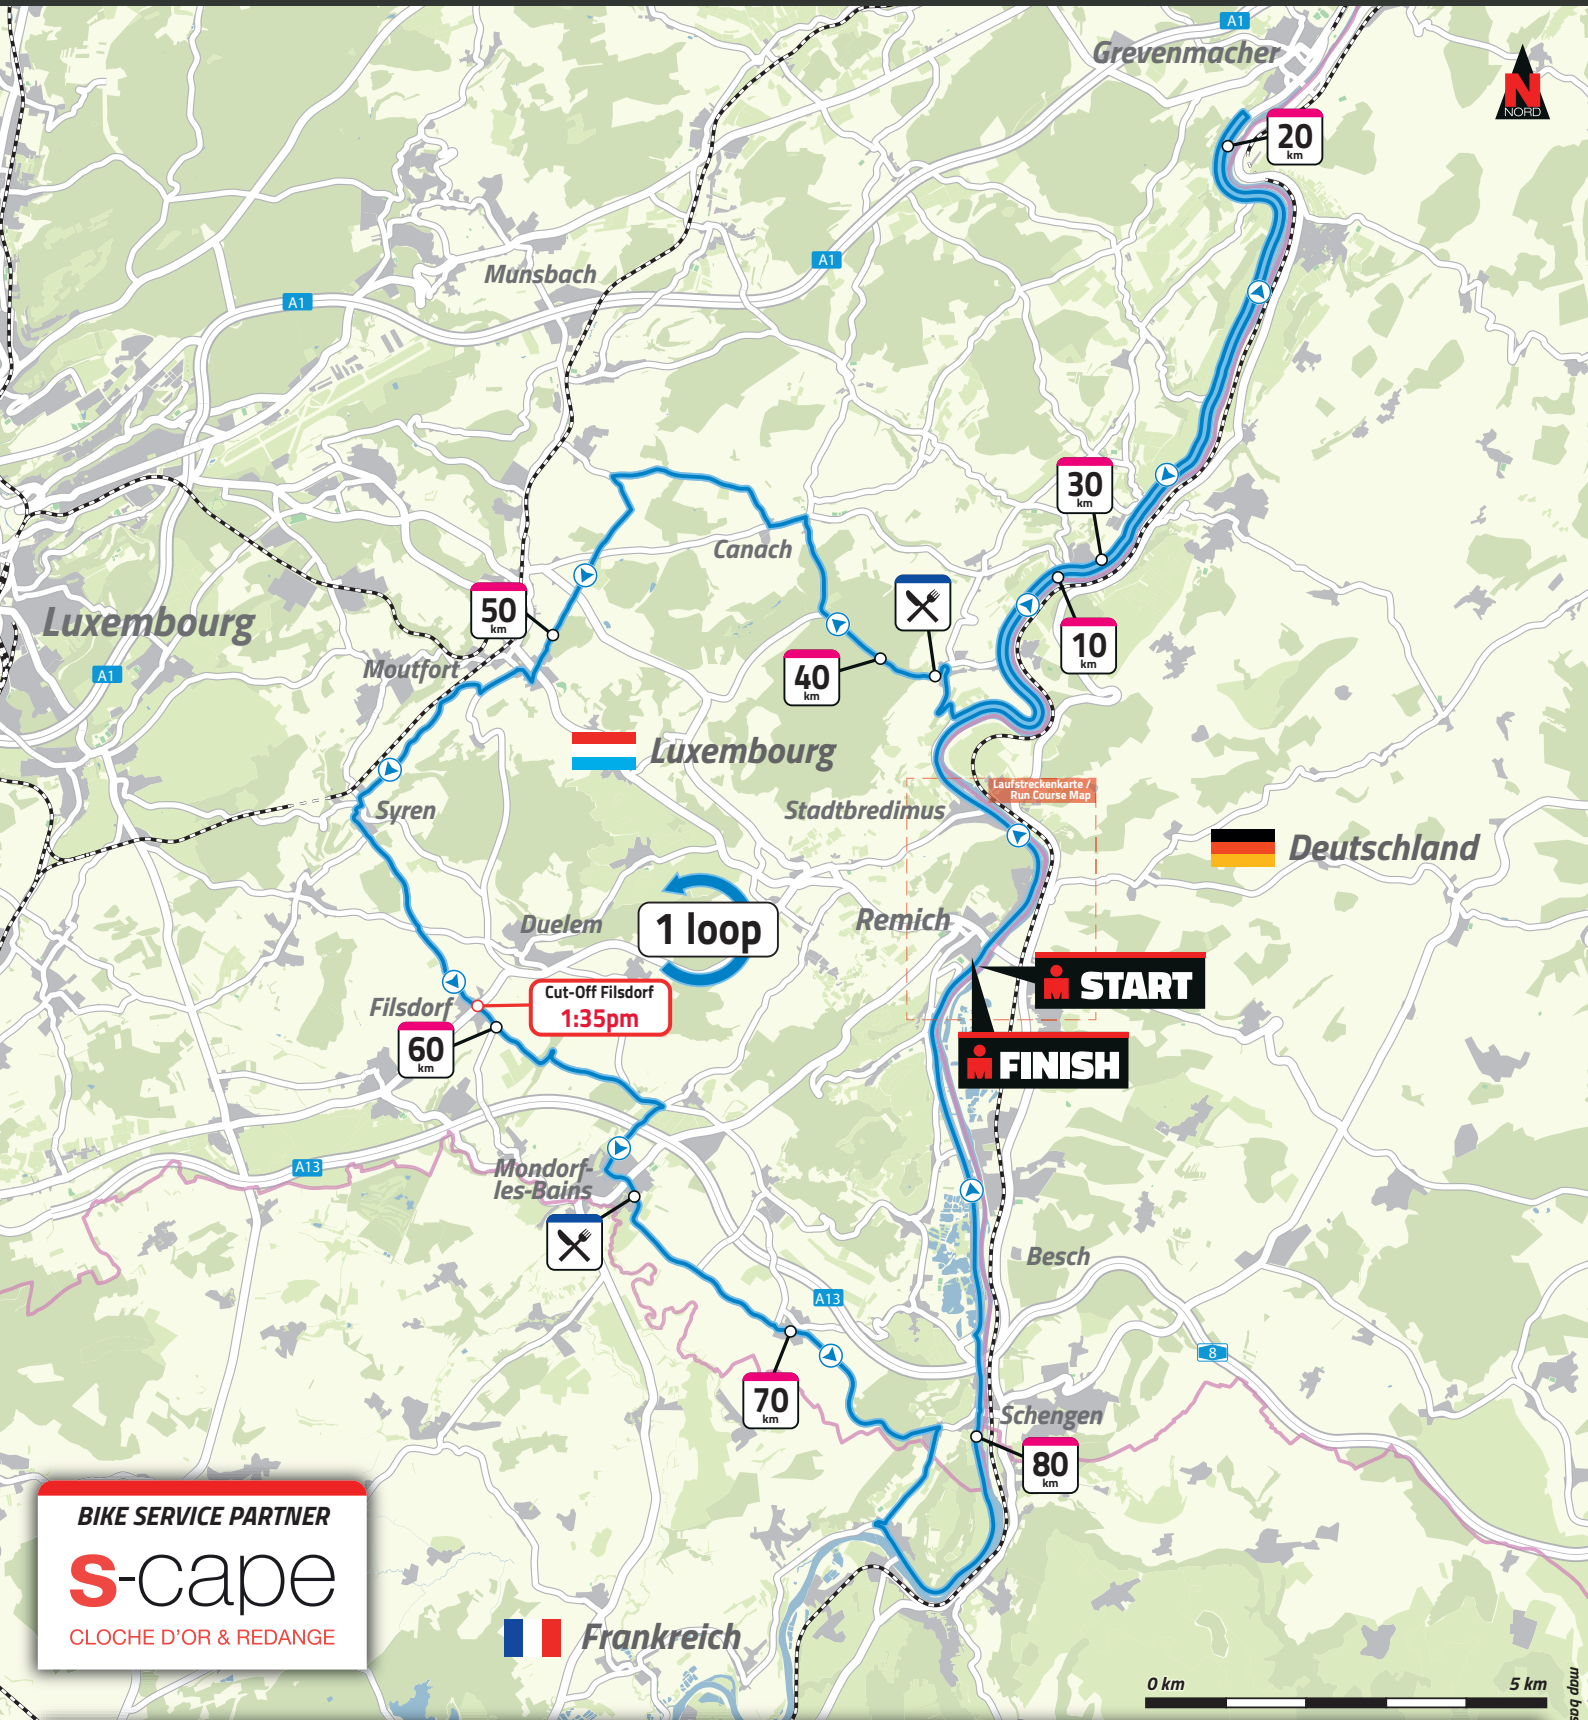 A1
Grevenmacher
N
NORD
20
km
A1
Munsbach
A1
30
km
Canach
50
km
Luxembourg
10
km
Moutfort
40
km
A1
Luxembourg
Laufstreckenkarte /
Run Course Map
Syren
Stadtbredimus
Deutschland
Remich
Duelem
1 loop
START
Cut-Off Filsdorf
1:35pm
Filsdorf
60
km
FINISH
A13
Mondorf-
les-Bains
Besch
A13
8
70
km
Schengen
80
km
BIKE SERVICE PARTNER
s-cape
CLOCHE D'OR & REDANGE
Frankreich
0 km
5 km
map bas